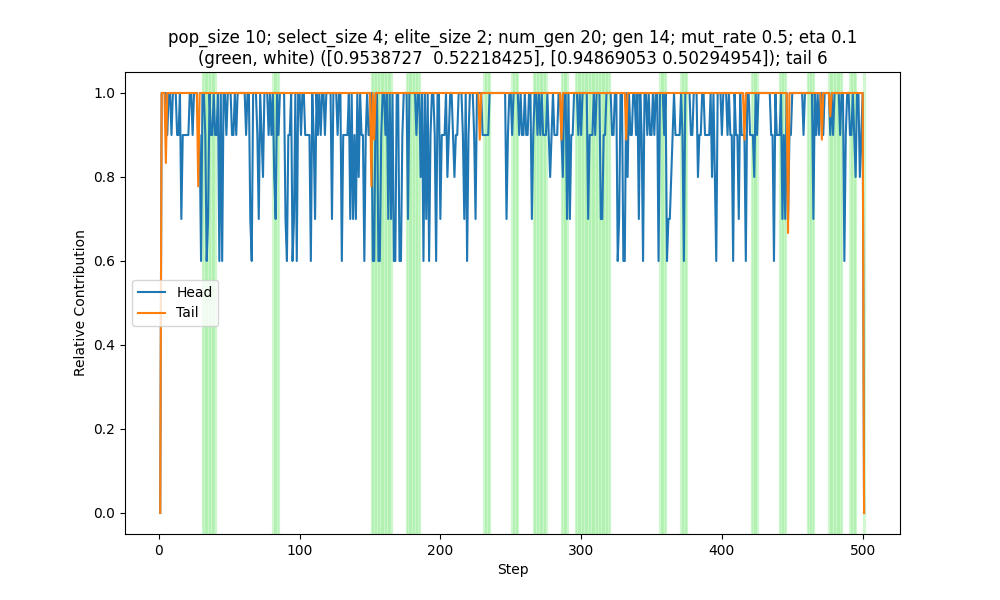 pop_size 10; select_size 4; elite_size 2; num_gen 20; gen 14; mut_rate 0.5; eta 0.1
(green, white) ([0.9538727  0.52218425], [0.94869053 0.50294954]); tail 6
1.0
0.8
0.6
0.4
0.2
0.0
Relative Contribution
Head
Tail
0
100
200
300
400
500
Step